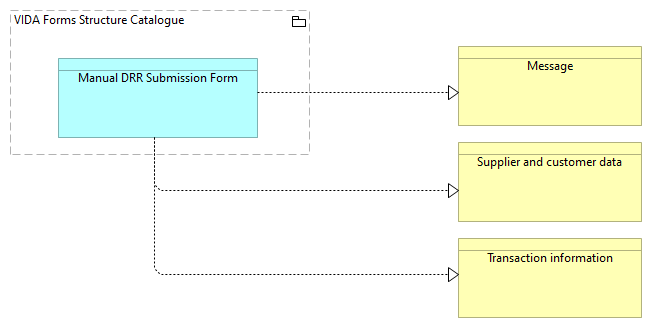 VIDA Forms Structure Catalogue
Manual DRR Submission Form
Message
Supplier and customer data
Transaction information